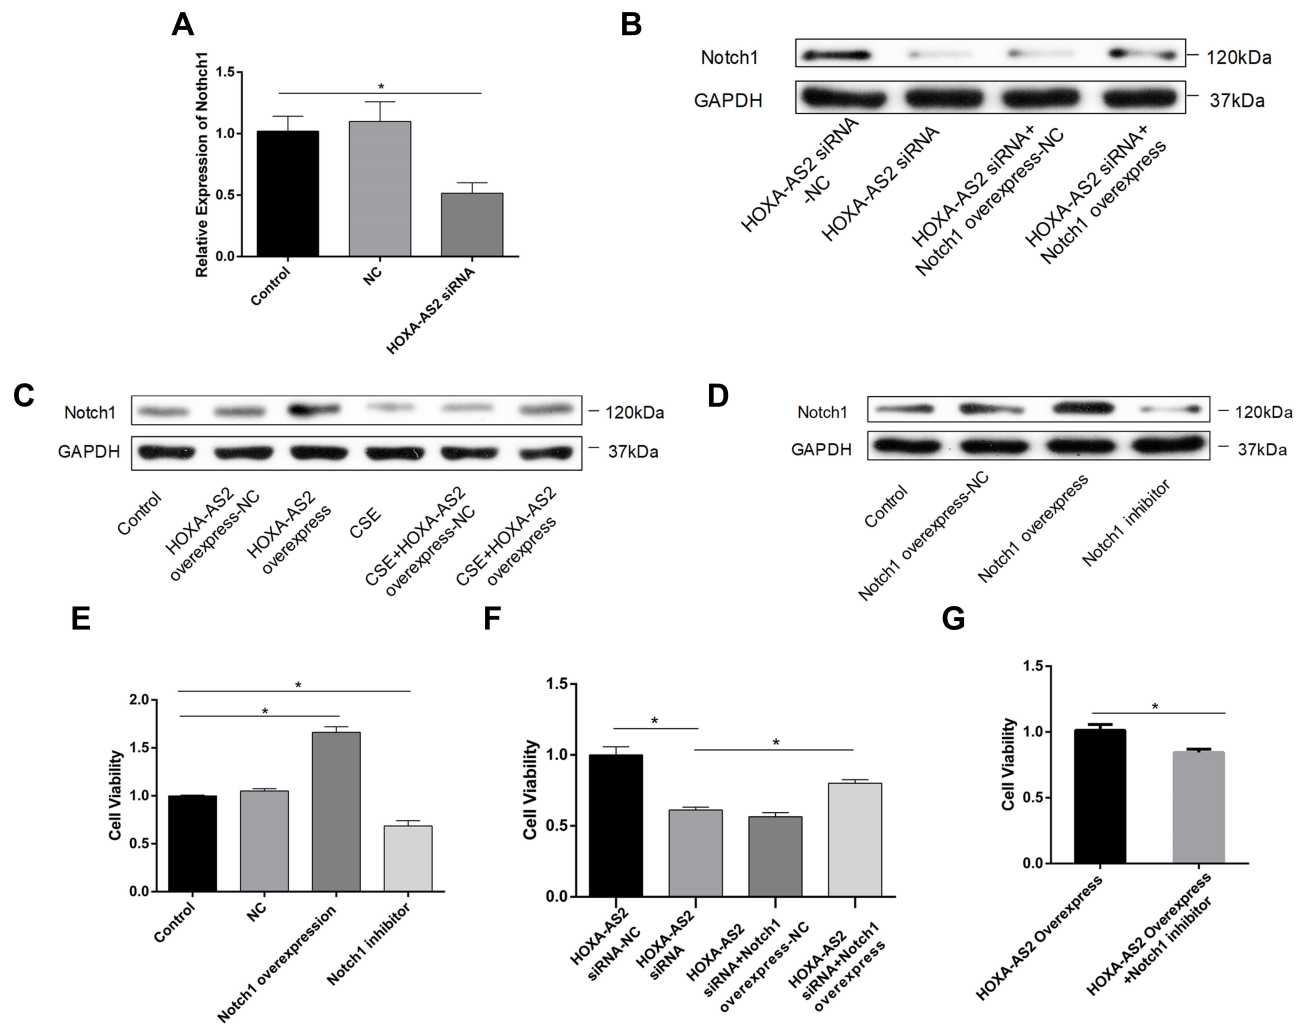 A
Relative Expression of Nothch1
1.5
1.0
0.5
0.0
*
Control
NC
HOXA-AS2 siRNA
B
Notch1
120kDa
GAPDH
37kDa
HOXA-AS2 siRNA
-NC
HOXA-AS2 siRNA
HOXA-AS2 siRNA+
Notch1 overexpress-NC
HOXA-AS2 siRNA+
Notch1 overexpress
C
Notch1
120kDa
GAPDH
37kDa
Control
HOXA-AS2
overexpress-NC
HOXA-AS2
overexpress
CSE
CSE+HOXA-AS2
overexpress-NC
CSE+HOXA-AS2
overexpress
D
Notch1
120kDa
GAPDH
37kDa
Control
Notch1 overexpress-NC
Notch1 overexpress
Notch1 inhibitor
E
Cell Viability
2.0
1.5
1.0
0.5
0.0
*
*
Control
NC
Notch1 overexpression
Notch1 inhibitor
F
Cell Viability
1.5
1.0
0.5
0.0
*
*
HOXA-AS2
siRNA-NC
HOXA-AS2
siRNA
HOXA-AS2
siRNA+Notch1
overexpress-NC
HOXA-AS2
siRNA+Notch1
overexpress
G
Cell Viability
1.5
1.0
0.5
0.0
*
HOXA-AS2 Overexpress
HOXA-AS2 Overexpress
+Notch1 inhibitor